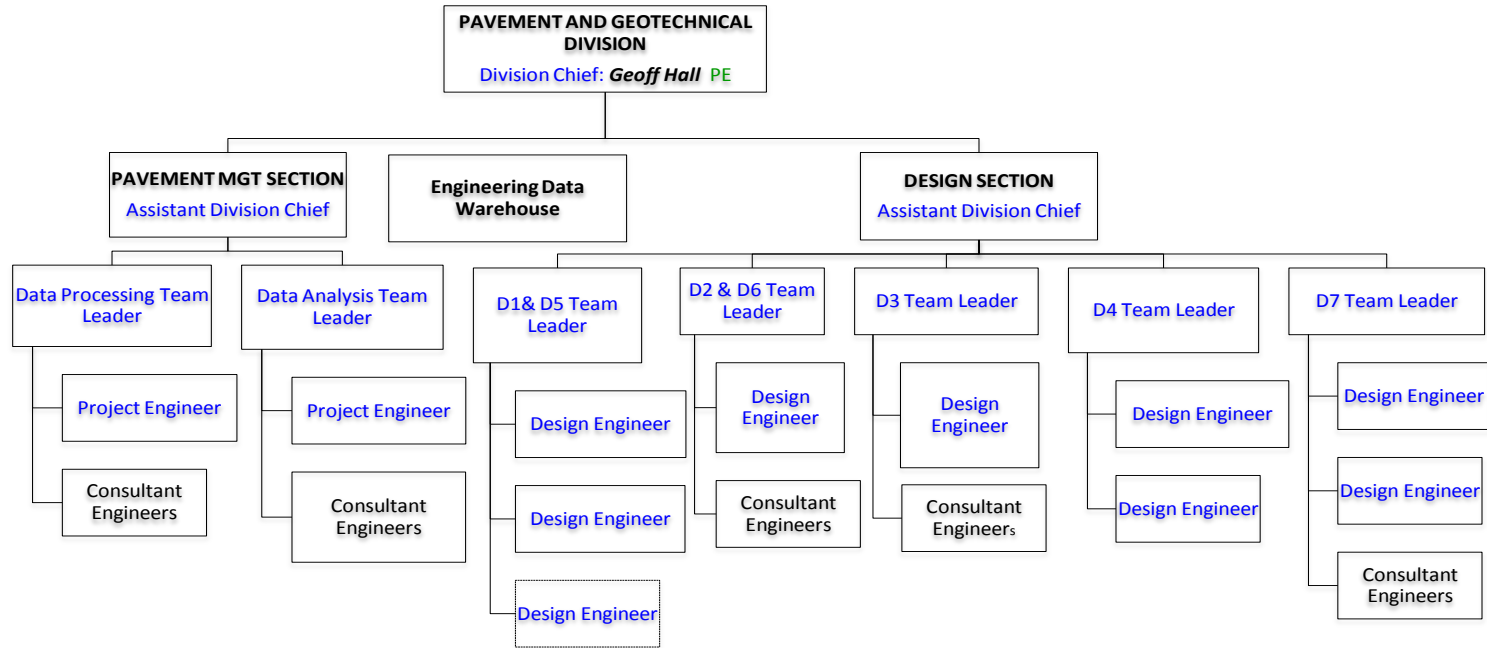 PAVEMENT AND GEOTECHNICAL
DIVISION
Division Chief: Geoff Hall PE
PAVEMENT MGT SECTION
Assistant Division Chief
Engineering Data
Warehouse
DESIGN SECTION
Assistant Division Chief
Data Processing Team
Leader
Data Analysis Team
Leader
D1& D5 Team
Leader
D2 & D6 Team
Leader
D3 Team Leader
D4 Team Leader
D7 Team Leader
Project Engineer
Project Engineer
Design Engineer
Design
Engineer
Design
Engineer
Design Engineer
Design Engineer
Consultant
Engineers
Consultant
Engineers
Design Engineer
Consultant
Engineers
Consultant
Engineers
Design Engineer
Design Engineer
Design Engineer
Consultant
Engineers